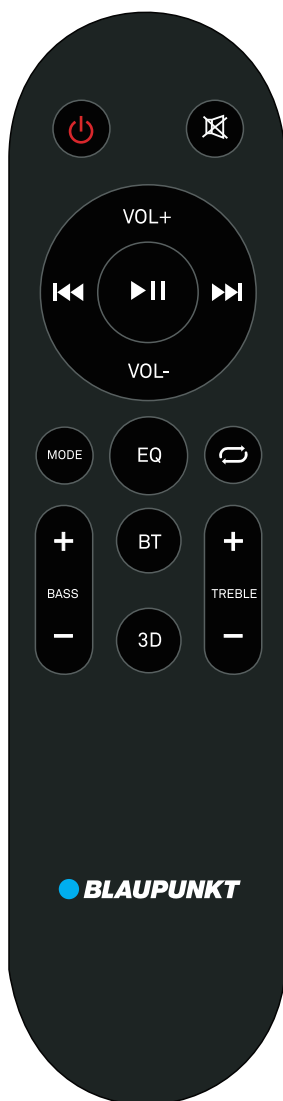 VOL+
VOL-
MODE EQ
BT
BASS TREBLE
3D
BLAUPUNKT